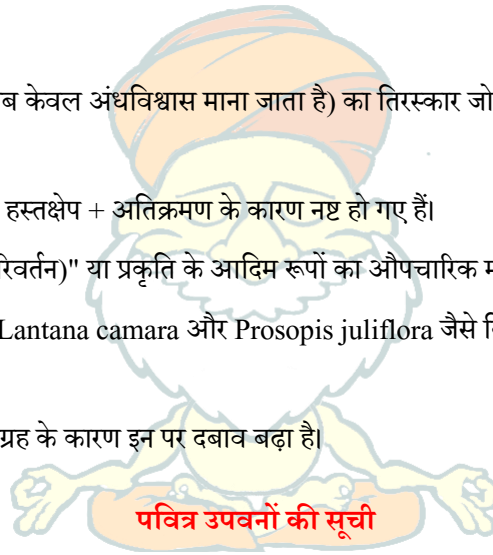 ब केवल अंधविश्वास माना जाता है) का तिरस्कार जो
हस्तक्षेप + अतिक्रमण के कारण नष्ट हो गए हैं।
रिवर्तन)" या प्रकृति के आदिम रूपों का औपचारिक म
Lantana camara और Prosopis juliflora जैसे वि
ग्रह के कारण इन पर दबाव बढ़ा है।
पवित्र उपवनों की सूची